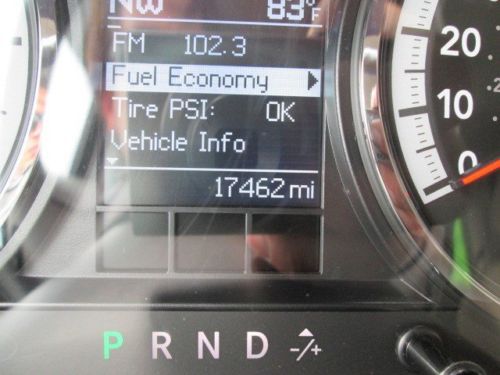 NW 83°F
FM 102.3
Fuel Economy
Tire PSI: OK
Vehicle Info
17462 mi
20
10
0
P R N D -/+